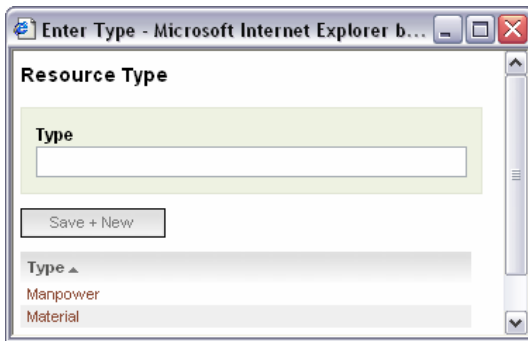 Enter Type - Microsoft Internet Explorer b...
Resource Type
Type
Save + New
Type
Manpower
Material